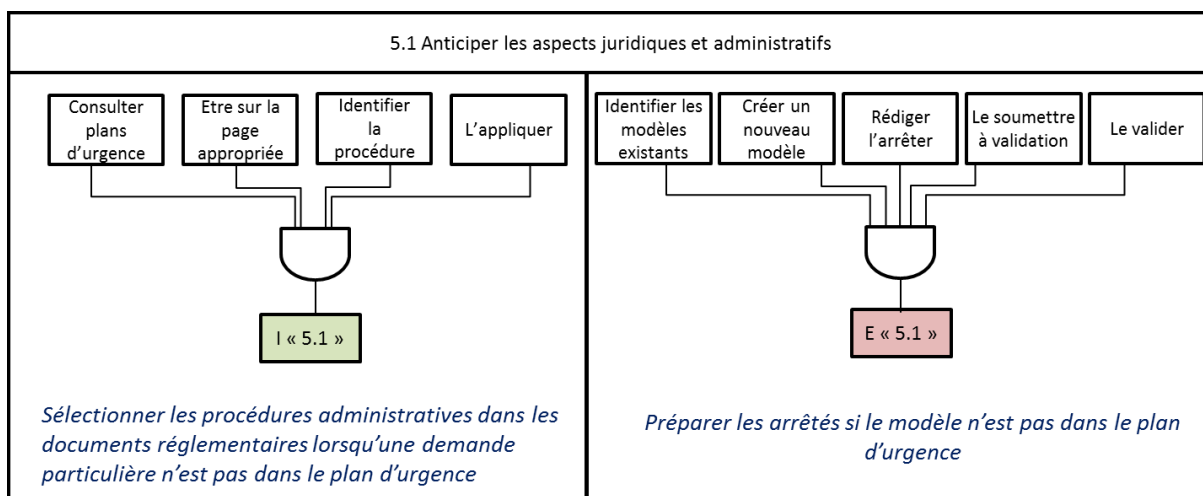 5.1 Anticiper les aspects juridiques et administratifs
Consulter
plans
d’urgence
Etre sur la
page
appropriée
Identifier
la
procédure
L’appliquer
I « 5.1 »
Sélectionner les procédures administratives dans les
documents réglementaires lorsqu’une demande
particulière n’est pas dans le plan d’urgence
Identifier les
modèles
existants
Créer un
nouveau
modèle
Rédiger
l’arrêter
Le soumettre
à validation
Le valider
E « 5.1 »
Préparer les arrêtés si le modèle n’est pas dans le plan
d’urgence